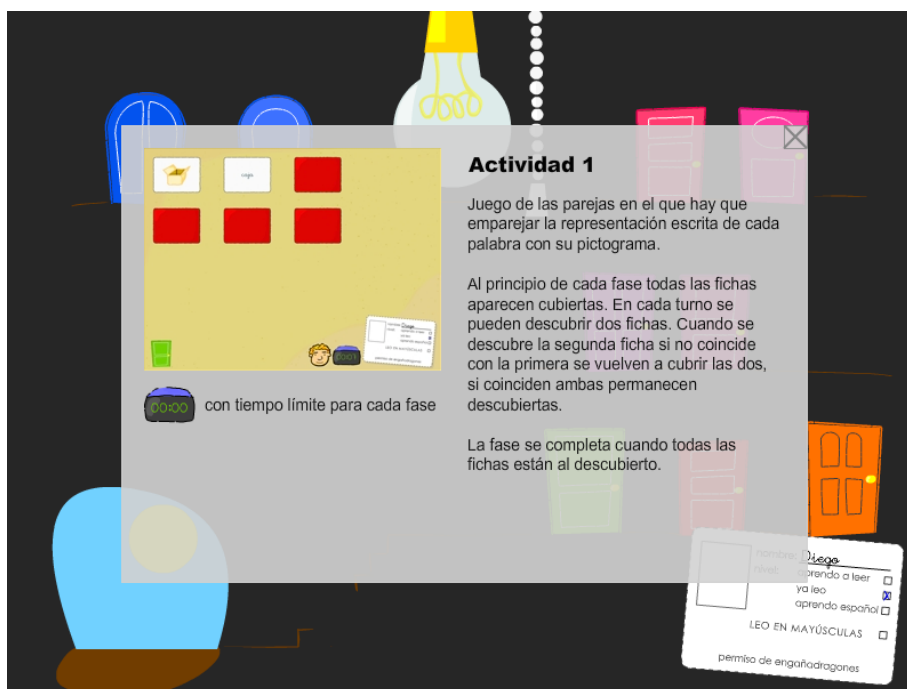 Actividad 1
Juego de las parejas en el que hay que
emparejar la representación escrita de cada
palabra con su pictograma.
Al principio de cada fase todas las fichas
aparecen cubiertas. En cada turno se
pueden descubrir dos fichas. Cuando se
descubre la segunda ficha si no coincide
con la primera se vuelven a cubrir las dos,
si coinciden ambas permanecen
descubiertas.
La fase se completa cuando todas las
fichas están al descubierto.
00:00 con tiempo límite para cada fase
nombre: Diego
nivel: aprendo a leer
ya leo
aprendo español
LEO EN MAYÚSCULAS
permiso de engañadragones